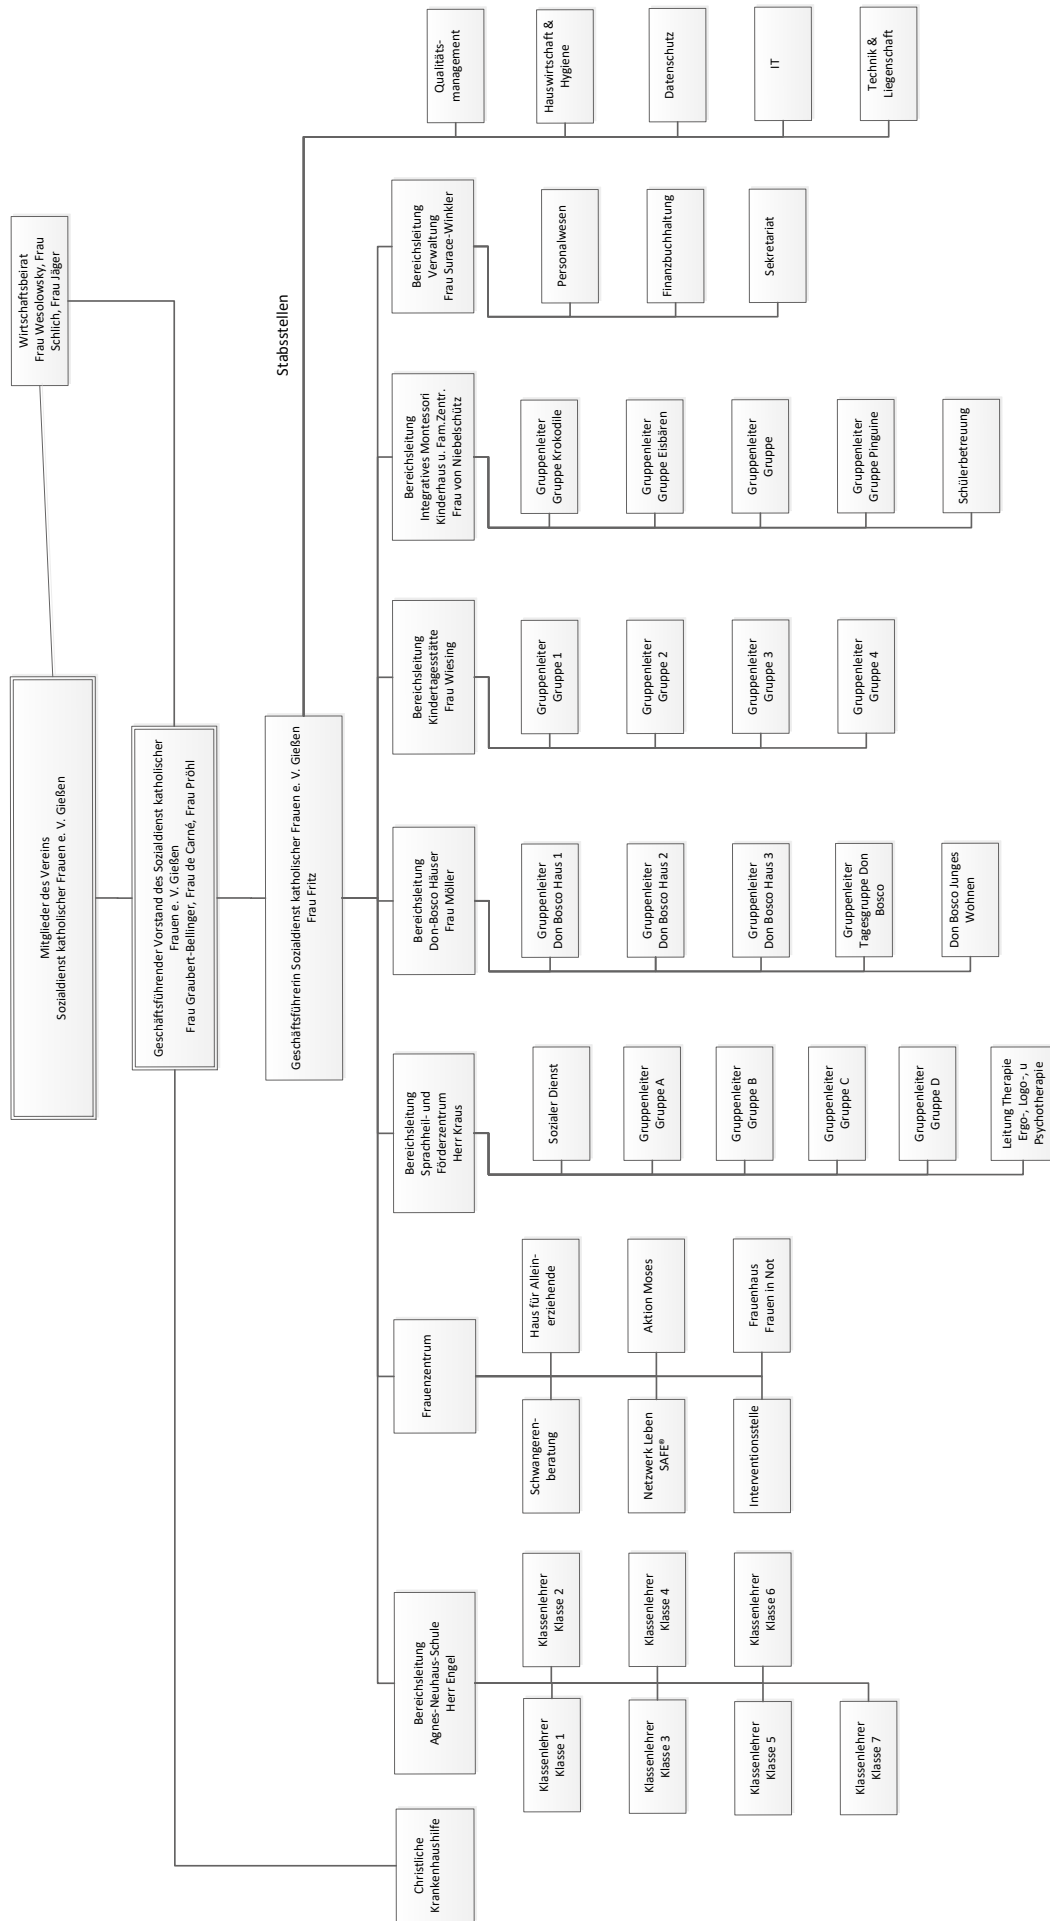 Wirtschaftsbeirat
Frau Wesolowsky, Frau
Schlich, Frau Jäger
Mitglieder des Vereins
Sozialdienst katholischer Frauen e. V. Gießen
Geschäftsführender Vorstand des Sozialdienst katholischer
Frauen e. V. Gießen
Frau Graubert-Bellinger, Frau de Carné, Frau Pröhl
Geschäftsführerin Sozialdienst katholischer Frauen e. V. Gießen
Frau Fritz
Stabsstellen
Christliche
Krankenhaushilfe
Bereichsleitung
Agnes-Neuhaus-Schule
Herr Engel
Klassenlehrer
Klasse 1
Klassenlehrer
Klasse 2
Klassenlehrer
Klasse 3
Klassenlehrer
Klasse 4
Klassenlehrer
Klasse 5
Klassenlehrer
Klasse 6
Klassenlehrer
Klasse 7
Frauenzentrum
Schwangeren-
beratung
Haus für Allein-
erziehende
Netzwerk Leben
SAFE®
Aktion Moses
Interventionsstelle
Frauenhaus
Frauen in Not
Bereichsleitung
Sprachheil- und
Förderzentrum
Herr Kraus
Sozialer Dienst
Gruppenleiter
Gruppe A
Gruppenleiter
Gruppe B
Gruppenleiter
Gruppe C
Gruppenleiter
Gruppe D
Leitung Therapie
Ergo-, Logo-, u
Psychotherapie
Bereichsleitung
Don-Bosco Häuser
Frau Möller
Gruppenleiter
Don Bosco Haus 1
Gruppenleiter
Don Bosco Haus 2
Gruppenleiter
Don Bosco Haus 3
Gruppenleiter
Tagesgruppe Don
Bosco
Don Bosco Junges
Wohnen
Bereichsleitung
Kindertagesstätte
Frau Wiesing
Gruppenleiter
Gruppe 1
Gruppenleiter
Gruppe 2
Gruppenleiter
Gruppe 3
Gruppenleiter
Gruppe 4
Bereichsleitung
Integratives Montessori
Kinderhaus u. Fam.Zentr.
Frau von Niebelschütz
Gruppenleiter
Gruppe Krokodile
Gruppenleiter
Gruppe Eisbären
Gruppenleiter
Gruppe
Gruppenleiter
Gruppe Pinguine
Schülerbetreuung
Bereichsleitung
Verwaltung
Frau Surace-Winkler
Personalwesen
Finanzbuchhaltung
Sekretariat
Qualitäts-
management
Hauswirtschaft &
Hygiene
Datenschutz
IT
Technik &
Liegenschaft